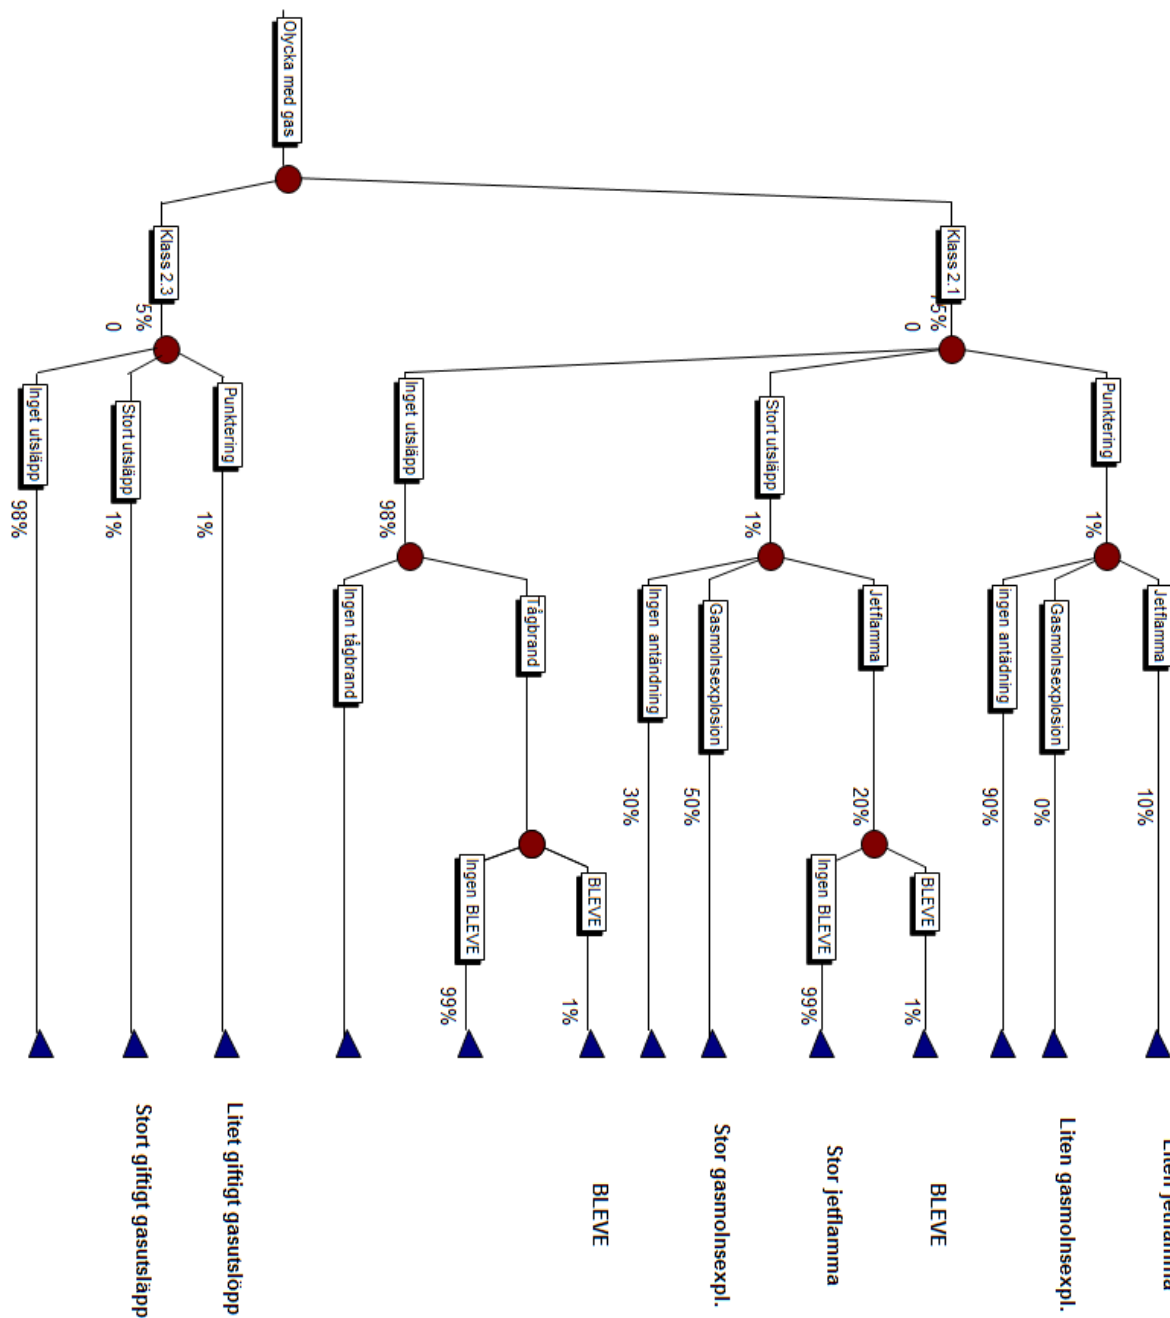 Olycka med gas
Klass 2.1
5%
0
Punktering
1%
Jetflamma
10%
Gasmolnsexplosion
0%
Liten gasmolnsexpl.
ingen antädning
90%
Stort utsläpp
1%
Jetflamma
20%
BLEVE
1%
BLEVE
Ingen BLEVE
99%
Stor jetflamma
Gasmolnsexplosion
50%
Stor gasmolnsexpl.
Ingen antändning
30%
Inget utsläpp
98%
Tågbrand
BLEVE
1%
BLEVE
Ingen BLEVE
99%
Ingen tågbrand
Klass 2.3
5%
0
Punktering
1%
Litet giftigt gasutslöpp
Stort utsläpp
1%
Stort giftigt gasutsläpp
Inget utsläpp
98%